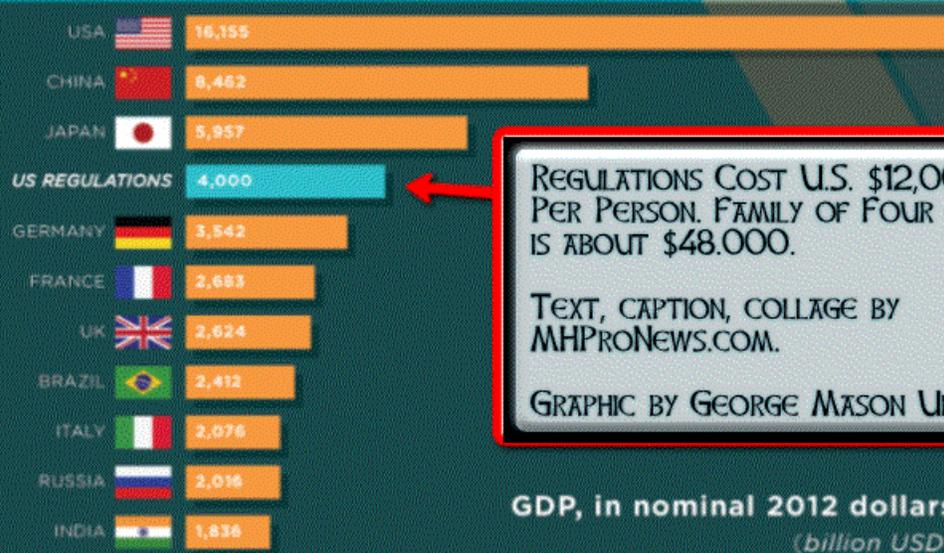 USA 16,155
CHINA 8,462
JAPAN 5,957
US REGULATIONS 4,000
GERMANY 3,542
FRANCE 2,683
UK 2,624
BRAZIL 2,412
ITALY 2,076
RUSSIA 2,016
INDIA 1,836
Regulations Cost U.S. $12,0
Per Person. Family of Four
is about $48.000.
Text, caption, collage by
MHProNews.com.
Graphic by George Mason U
GDP, in nominal 2012 dollars
(billion USD